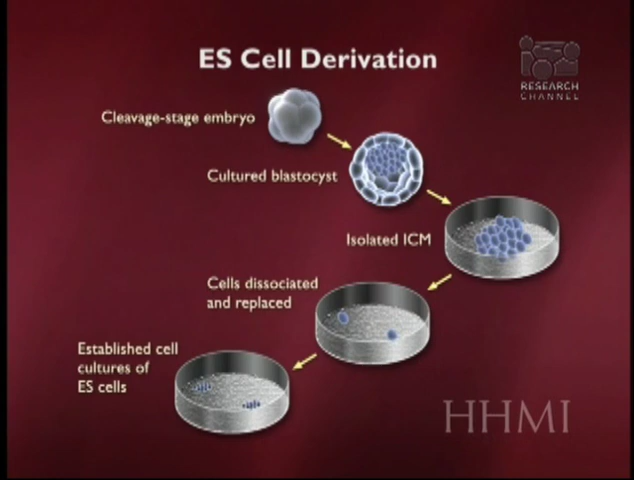 ES Cell Derivation
RESEARCH
CHANNEL
Cleavage-stage embryo
Cultured blastocyst
Isolated ICM
Cells dissociated
and replaced
Established cell
cultures of
ES cells
HHMI